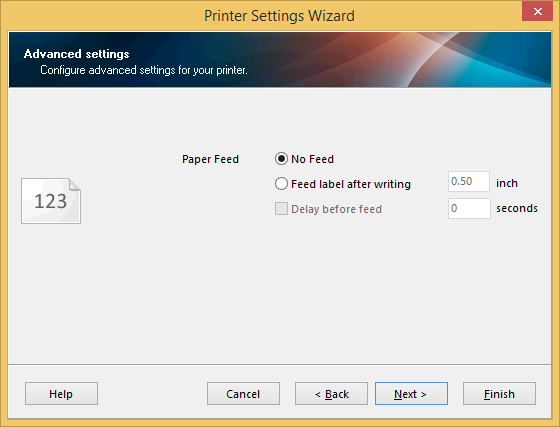 Printer Settings Wizard
Advanced settings
Configure advanced settings for your printer.
Paper Feed No Feed
Feed label after writing 0.50 inch
Delay before feed 0 seconds
123
Help Cancel < Back Next > Finish